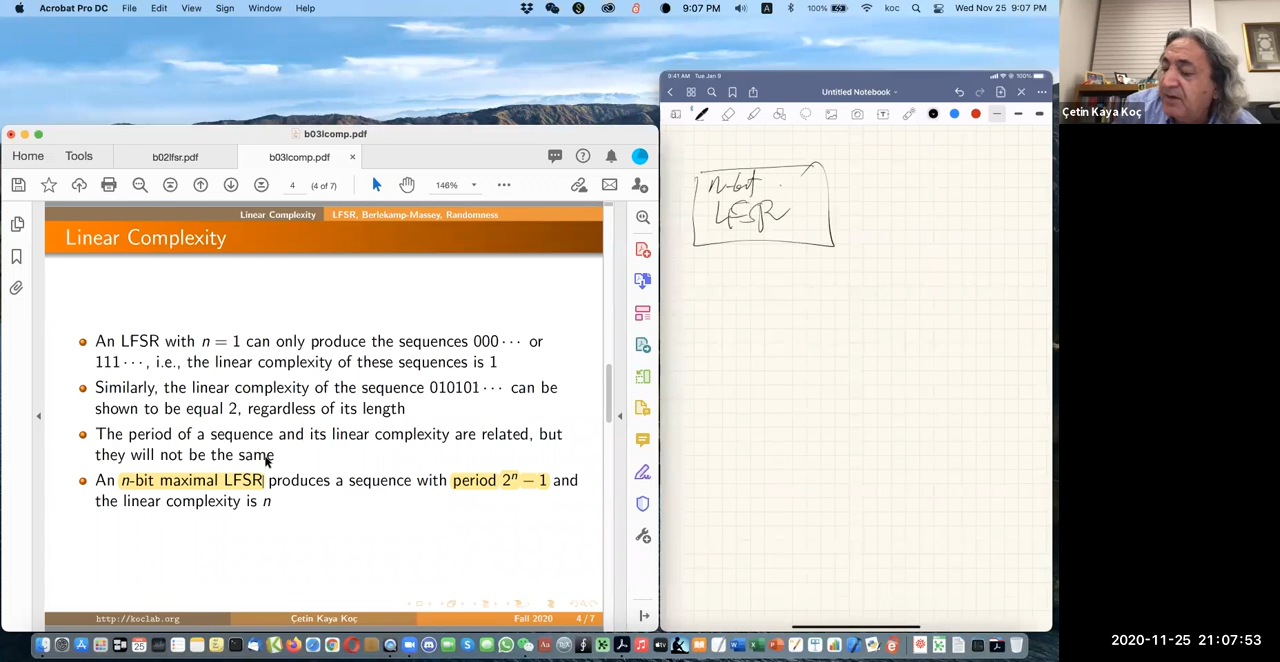 Acrobat Pro DC File Edit View Sign Window Help 9:07 PM A 100% koc Wed Nov 25 9:07 PM
b03lcomp.pdf
Home Tools b02lfsr.pdf b03lcomp.pdf ×
4 (4 of 7) 146%
Linear Complexity LFSR, Berlekamp-Massey, Randomness
Linear Complexity
An LFSR with n = 1 can only produce the sequences 000··· or
111···, i.e., the linear complexity of these sequences is 1
Similarly, the linear complexity of the sequence 010101··· can be
shown to be equal 2, regardless of its length
The period of a sequence and its linear complexity are related, but
they will not be the same
An n-bit maximal LFSR produces a sequence with period 2ⁿ − 1 and
the linear complexity is n
http://koclab.org Çetin Kaya Koç Fall 2020 4 / 7
9:41 AM Tue Jan 9 100%
Untitled Notebook
n-bit
LFSR
Çetin Kaya Koç
2020-11-25 21:07:53